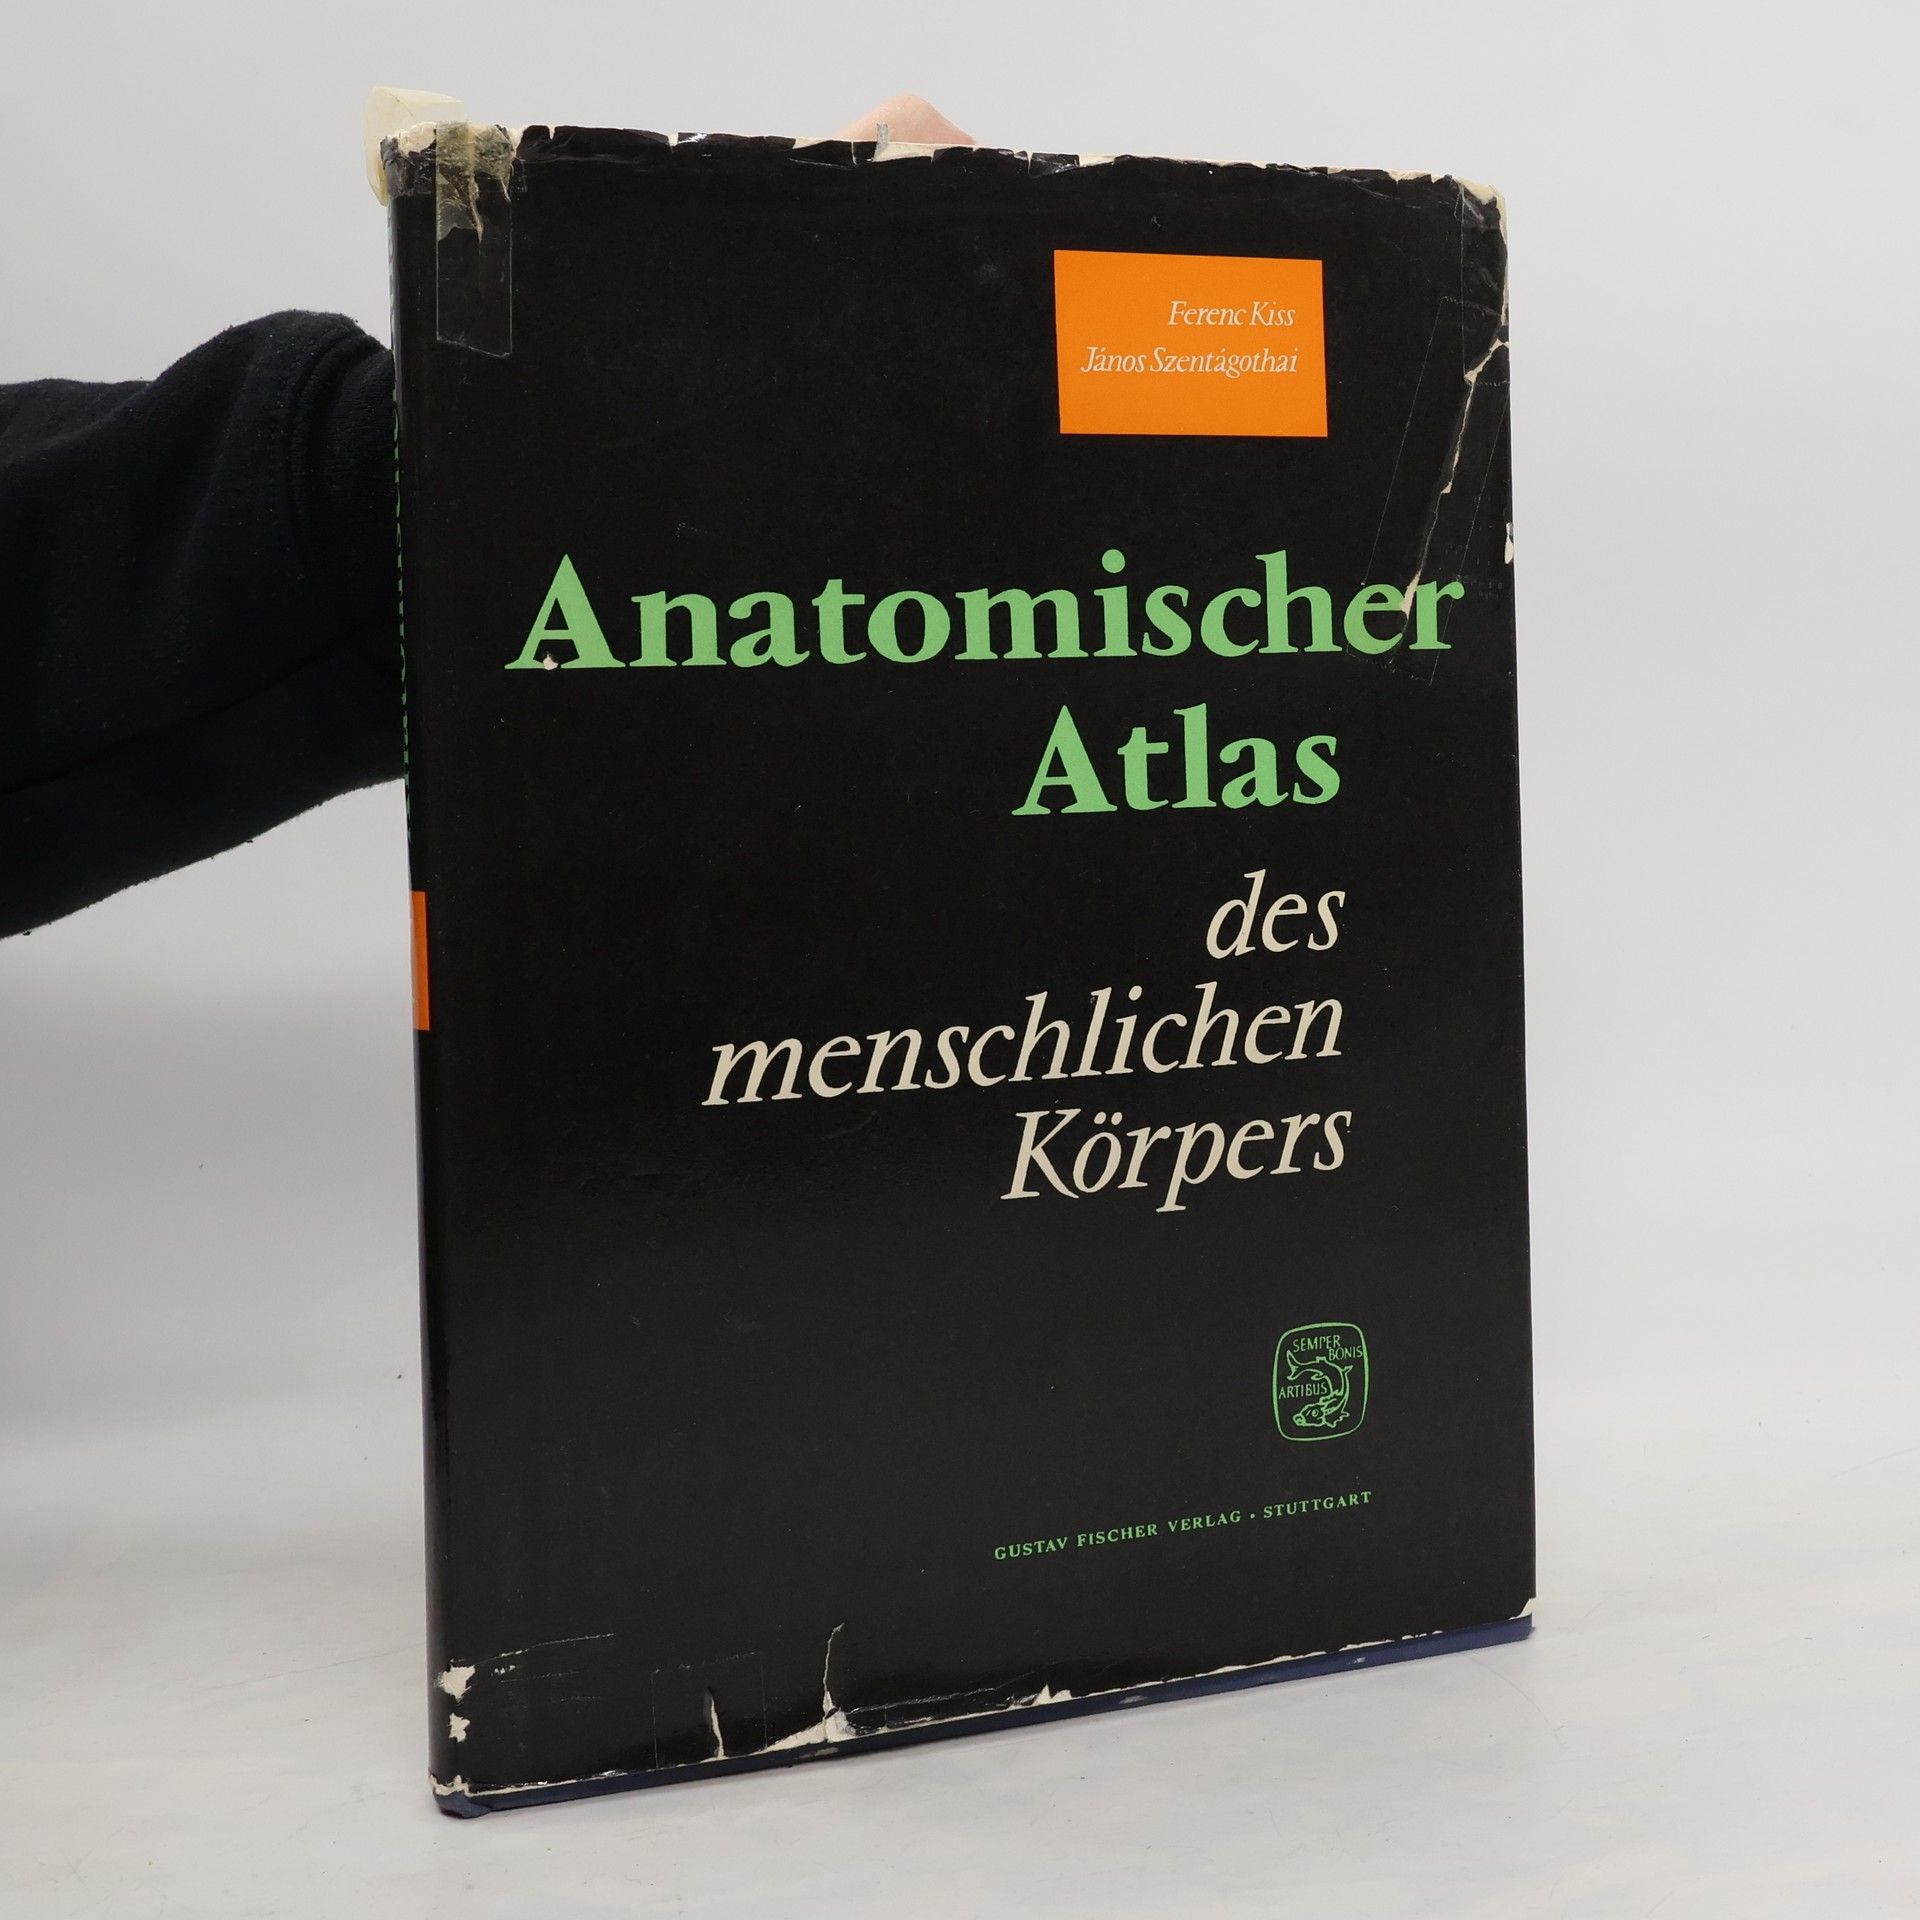 Ferenc Kiss
János Szentágothai
Anatomischer
Atlas
des
menschlichen
Körpers
SEMPER
BONIS
ARTIBUS
GUSTAV FISCHER VERLAG · STUTTGART